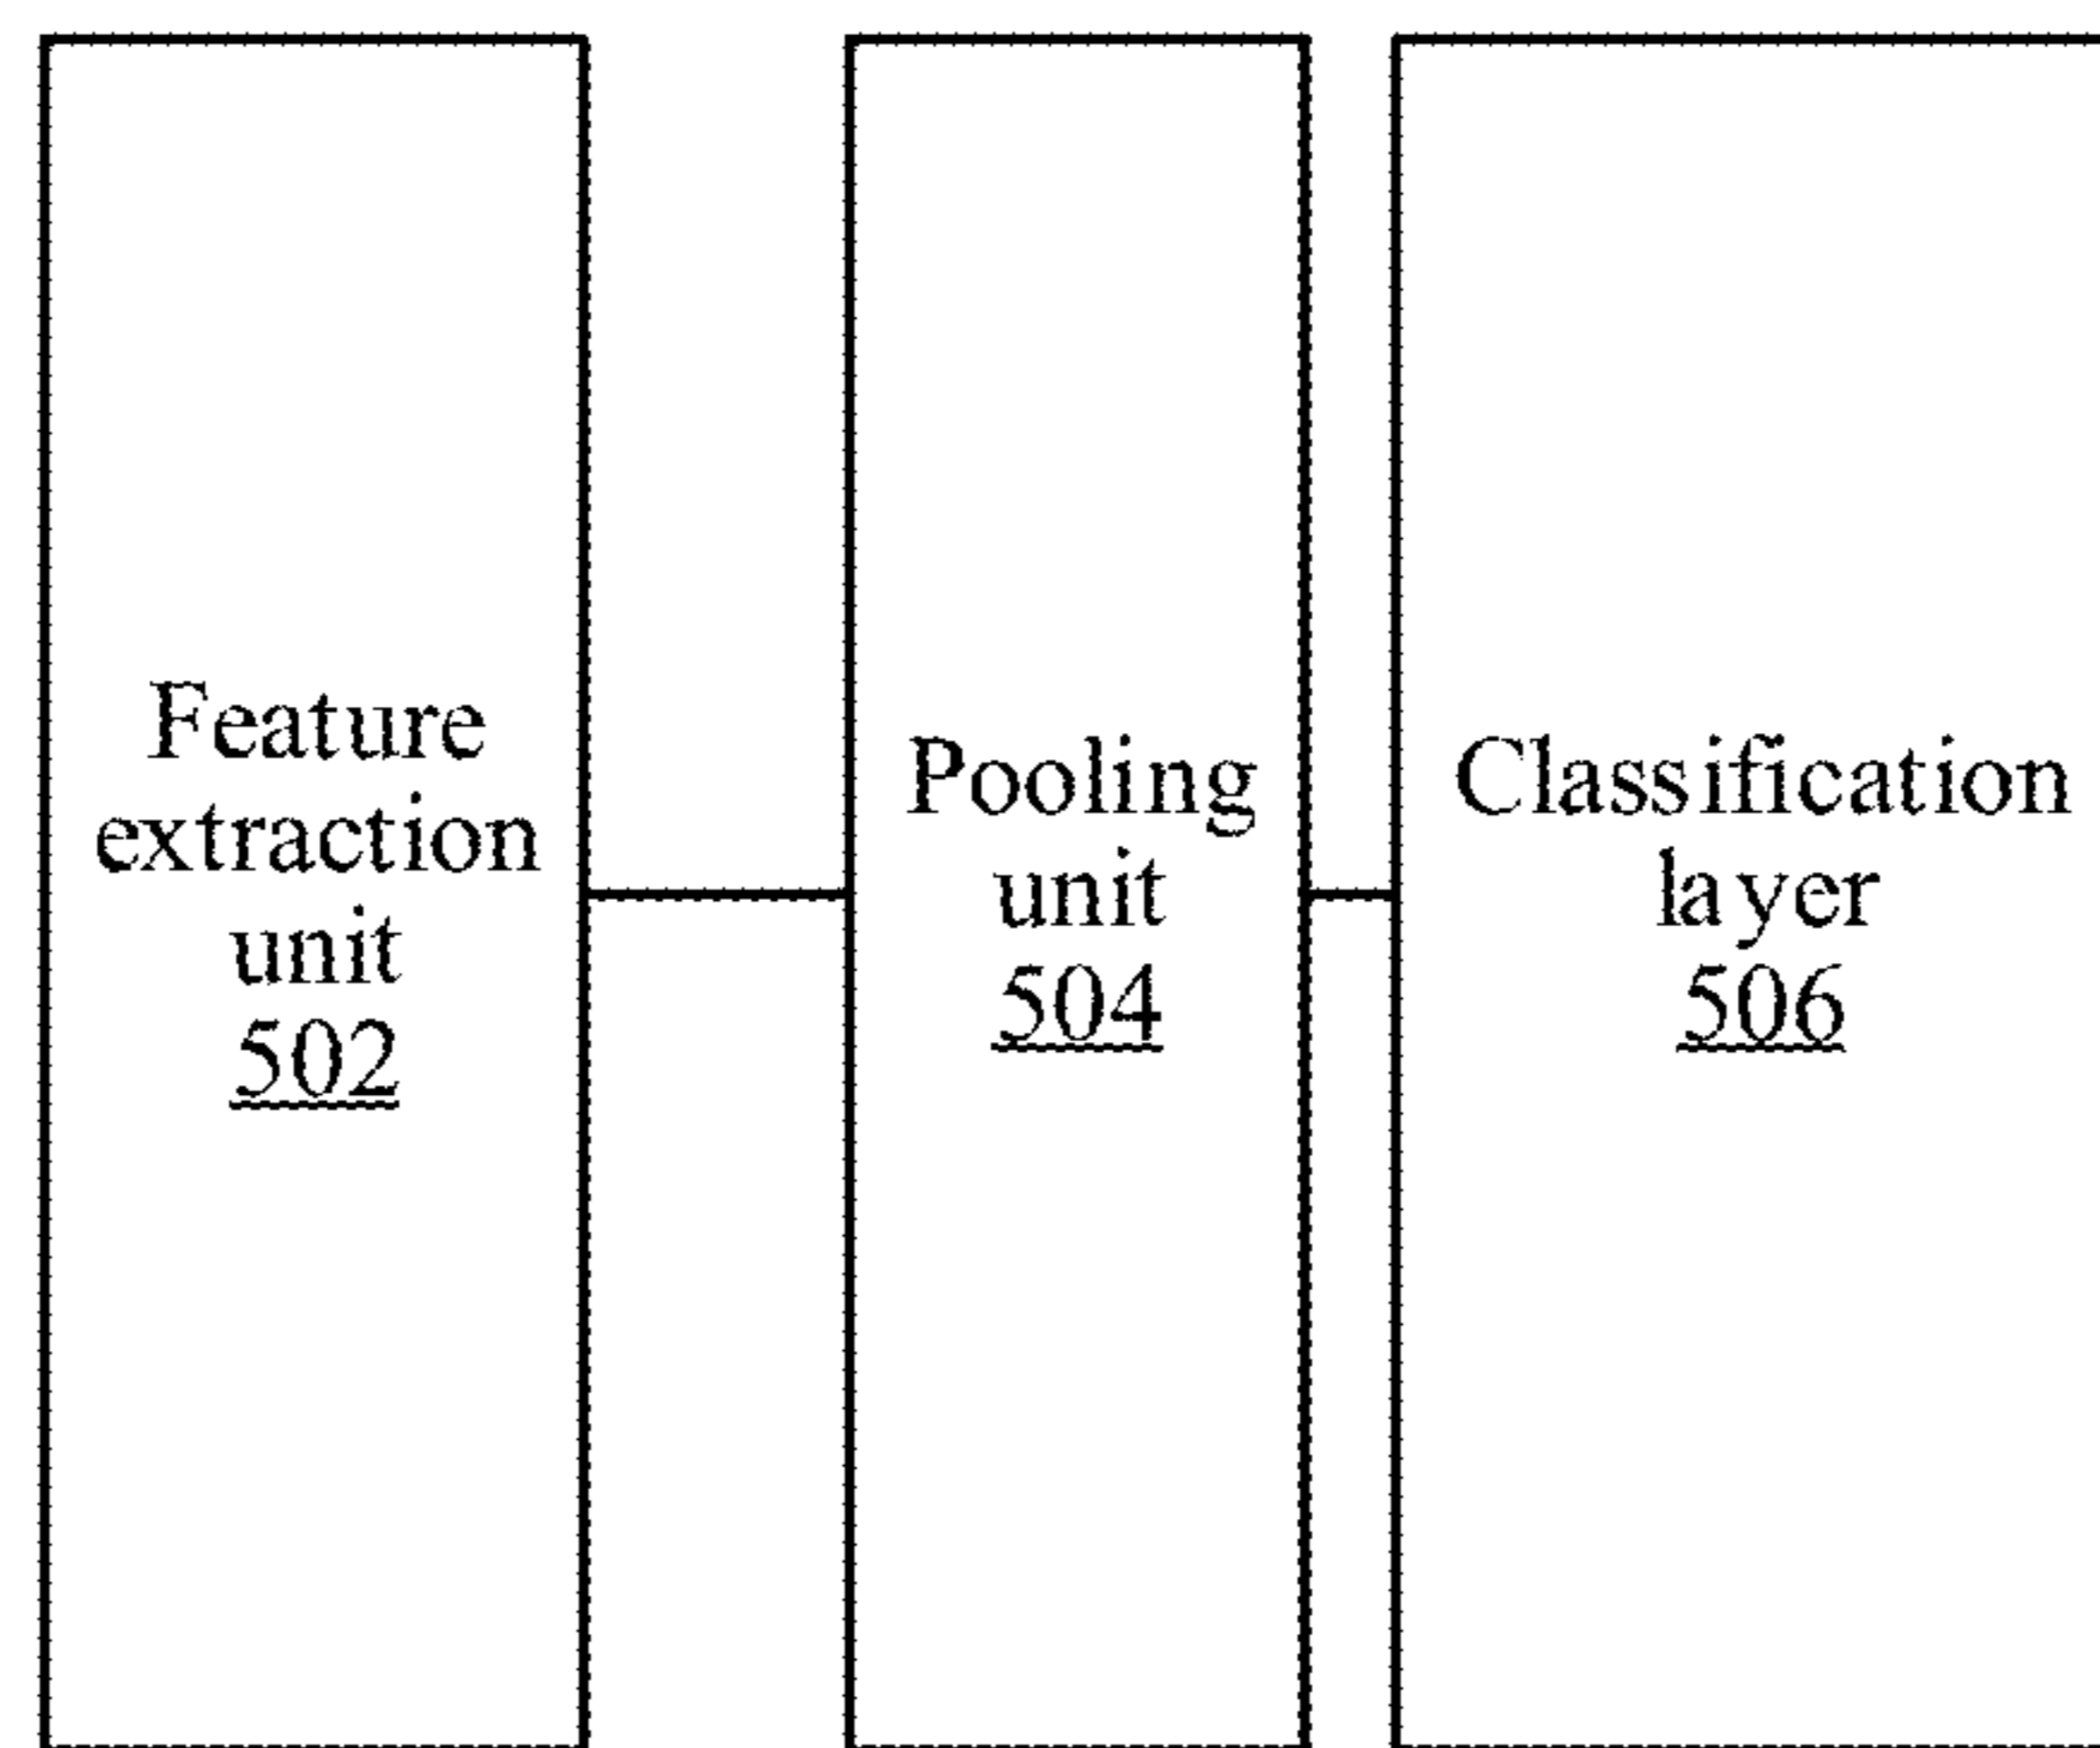 Feature
extraction
unit
502
Pooling
unit
504
Classification
layer
506